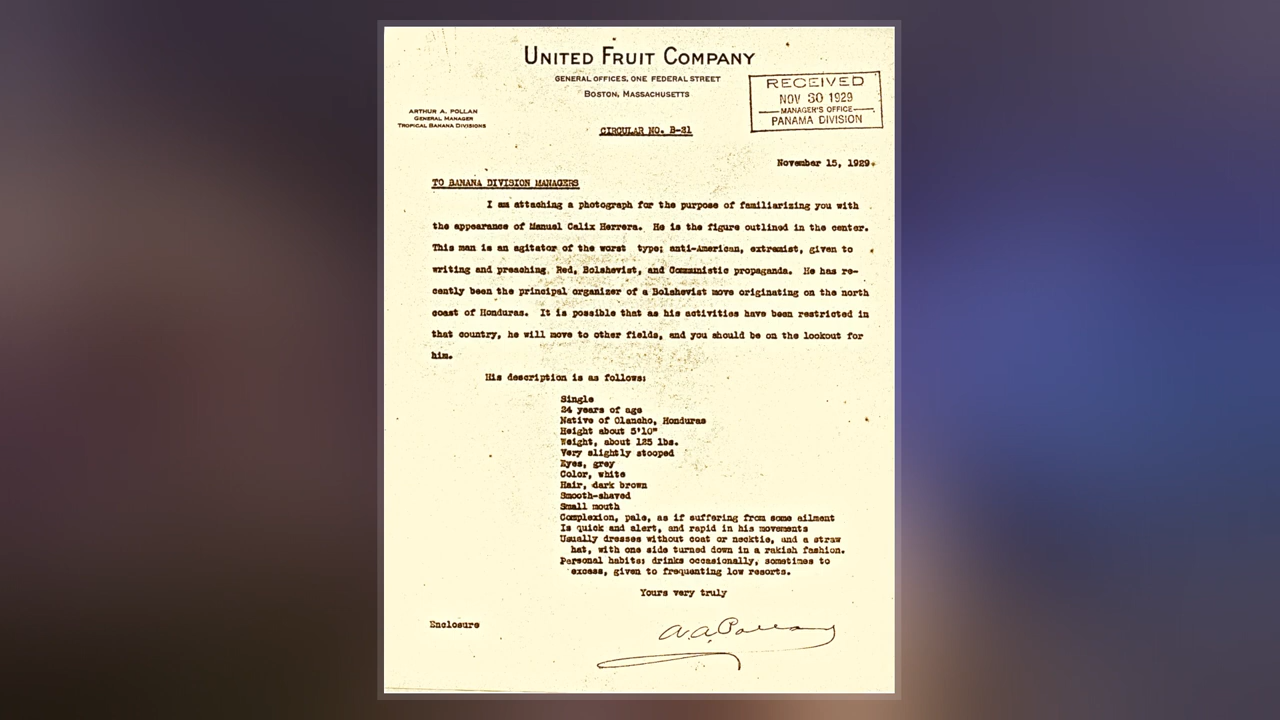 UNITED FRUIT COMPANY
GENERAL OFFICES, ONE FEDERAL STREET
BOSTON, MASSACHUSETTS
ARTHUR A. POLLAN
GENERAL MANAGER
TROPICAL BANANA DIVISIONS
RECEIVED
NOV 30 1929
MANAGER'S OFFICE
PANAMA DIVISION
CIRCULAR NO. B-21
November 15, 1929.
TO BANANA DIVISION MANAGERS
I am attaching a photograph for the purpose of familiarizing you with
the appearance of Manuel Calix Herrera. He is the figure outlined in the center.
This man is an agitator of the worst type; anti-American, extremist, given to
writing and preaching Red, Bolshevist, and Communistic propaganda. He has re-
cently been the principal organizer of a Bolshevist move originating on the north
coast of Honduras. It is possible that as his activities have been restricted in
that country, he will move to other fields, and you should be on the lookout for
him.
His description is as follows:
Single
24 years of age
Native of Olancho, Honduras
Height about 5'10"
Weight, about 125 lbs.
Very slightly stooped
Eyes, grey
Color, white
Hair, dark brown
Smooth-shaved
Small mouth
Complexion, pale, as if suffering from some ailment
Is quick and alert, and rapid in his movements
Usually dresses without coat or necktie, and a straw
hat, with one side turned down in a rakish fashion.
Personal habits: drinks occasionally, sometimes to
excess, given to frequenting low resorts.
Yours very truly
Enclosure
A.A. Pollan